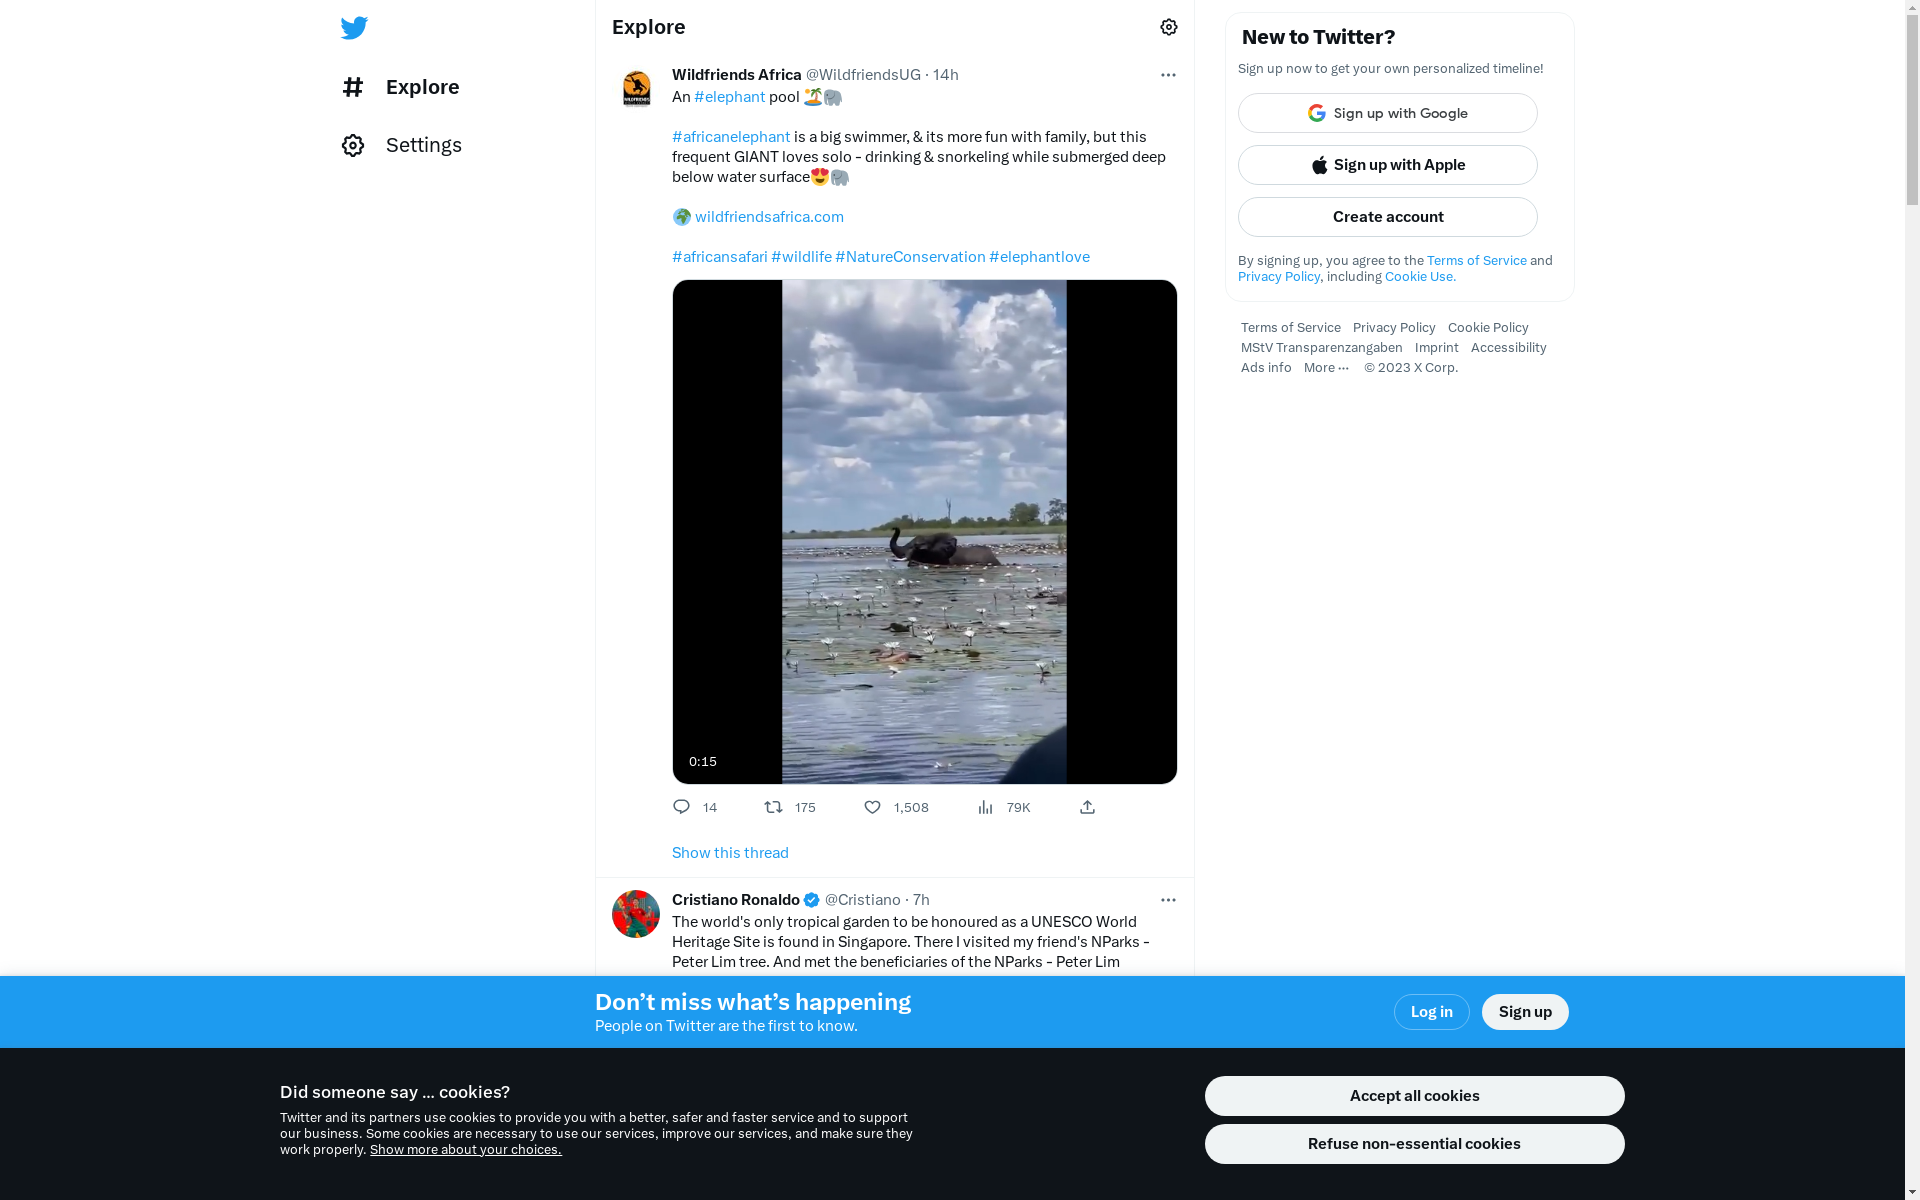 Explore
Settings
Explore
Wildfriends Africa @WildfriendsUG · 14h
An #elephant pool 🏝️🐘
#africanelephant is a big swimmer, & its more fun with family, but this
frequent GIANT loves solo - drinking & snorkeling while submerged deep
below water surface😍🐘
🌍 wildfriendsafrica.com
#africansafari #wildlife #NatureConservation #elephantlove
0:15
14 175 1,508 79K
Show this thread
Cristiano Ronaldo @Cristiano · 7h
The world's only tropical garden to be honoured as a UNESCO World
Heritage Site is found in Singapore. There I visited my friend's NParks -
Peter Lim tree. And met the beneficiaries of the NParks - Peter Lim
New to Twitter?
Sign up now to get your own personalized timeline!
Sign up with Google
Sign up with Apple
Create account
By signing up, you agree to the Terms of Service and
Privacy Policy, including Cookie Use.
Terms of Service Privacy Policy Cookie Policy
MStV Transparenzangaben Imprint Accessibility
Ads info More ··· © 2023 X Corp.
Don’t miss what’s happening
People on Twitter are the first to know.
Log in
Sign up
Did someone say … cookies?
Twitter and its partners use cookies to provide you with a better, safer and faster service and to support
our business. Some cookies are necessary to use our services, improve our services, and make sure they
work properly. Show more about your choices.
Accept all cookies
Refuse non-essential cookies